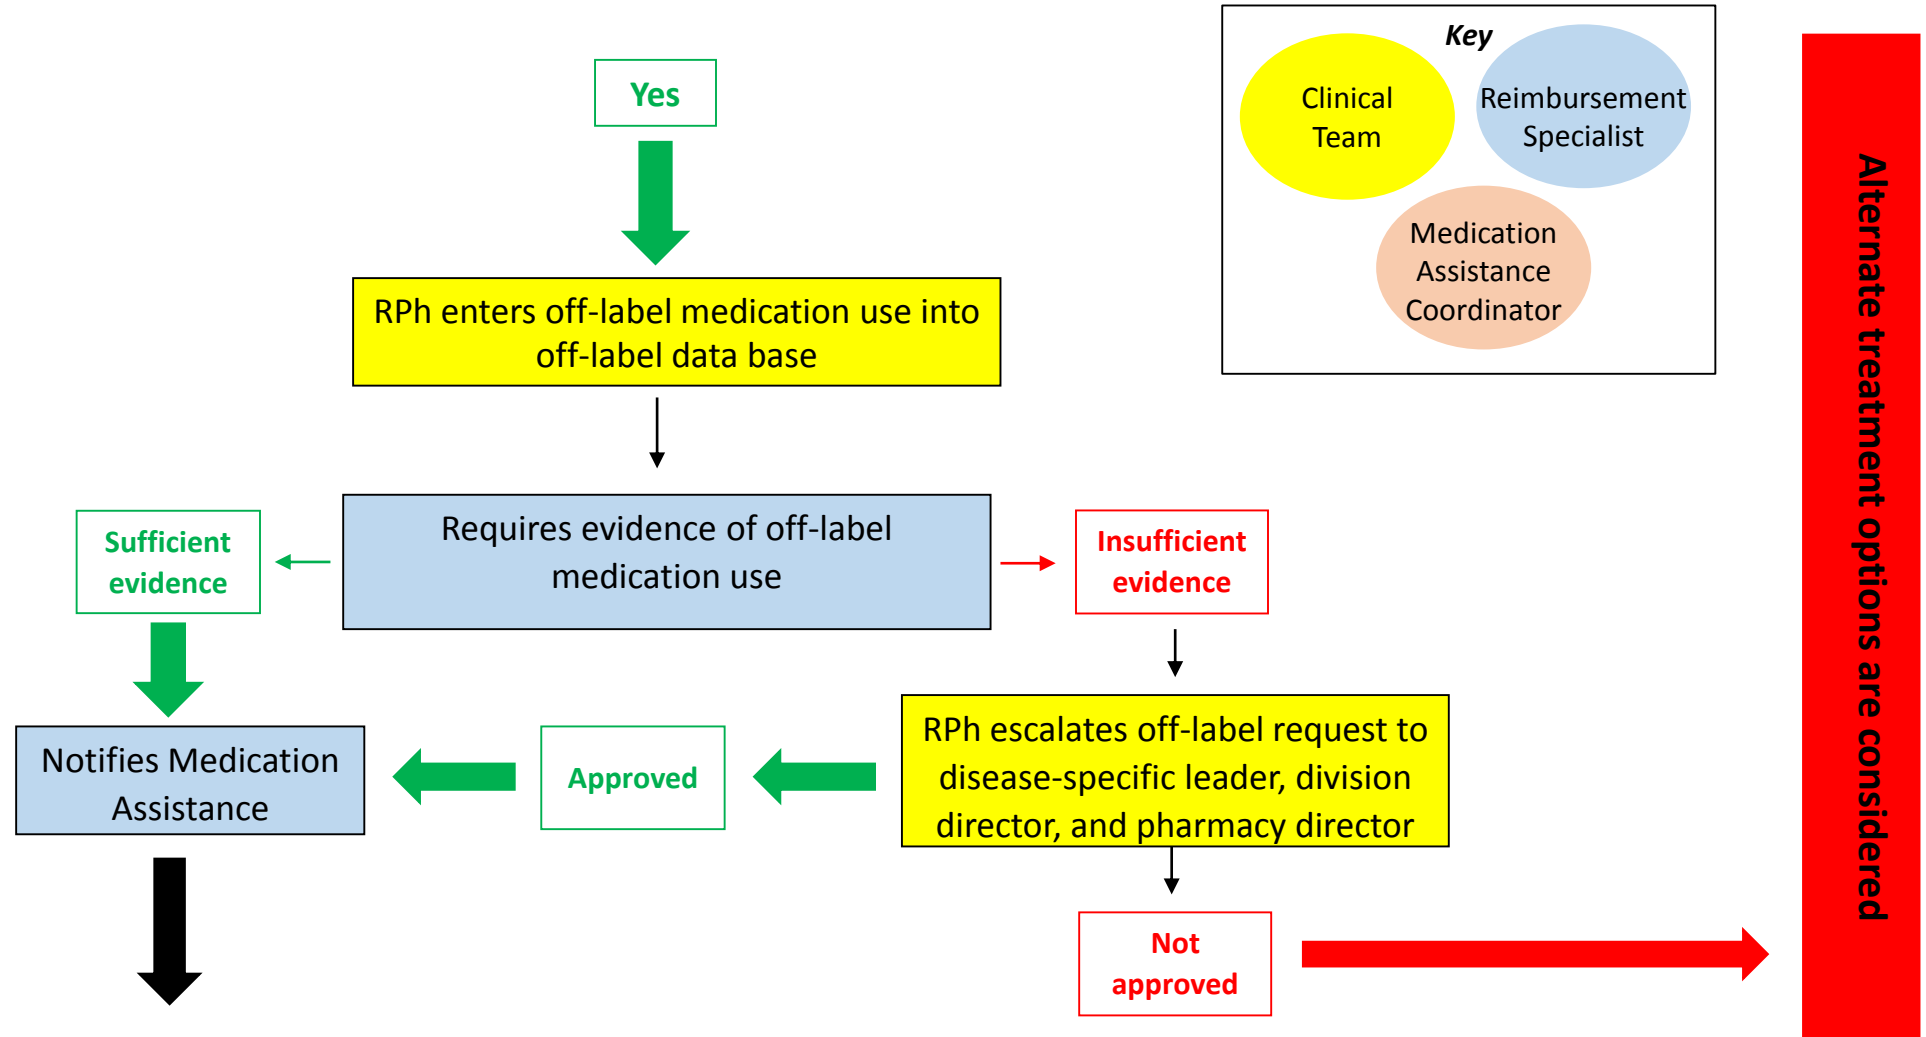 Key
Yes
Clinical
Team
Reimbursement
Specialist
Medication
Assistance
Coordinator
RPh enters off-label medication use into
off-label data base
Requires evidence of off-label
medication use
Sufficient
evidence
Insufficient
evidence
RPh escalates off-label request to
disease-specific leader, division
director, and pharmacy director
Approved
Notifies Medication
Assistance
Not
approved
Alternate treatment options are considered